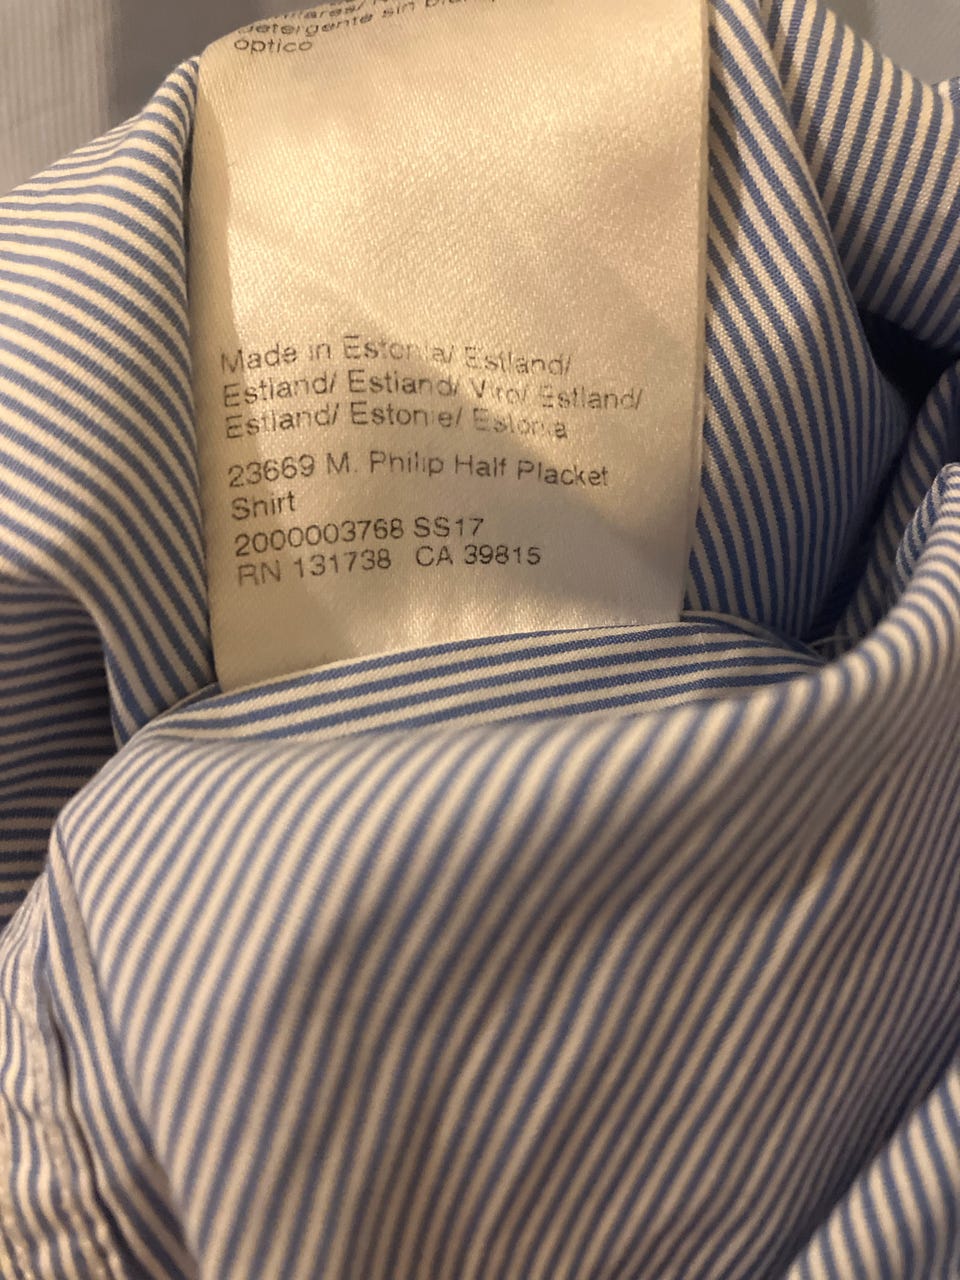 detergente sin
óptico
Made in Estonia/ Estland/
Estland/ Estland/ Viro/ Estland/
Estland/ Estonie/ Estonia
23669 M. Philip Half Placket
Shirt
2000003768 SS17
RN 131738 CA 39815